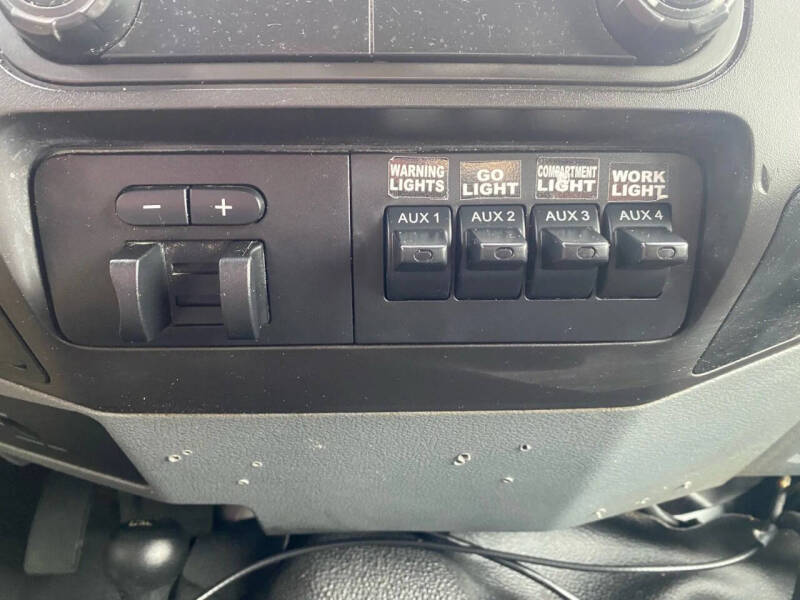 WARNING
LIGHTS
GO
LIGHT
COMPARTMENT
LIGHT
WORK
LIGHT
AUX 1
AUX 2
AUX 3
AUX 4
− +